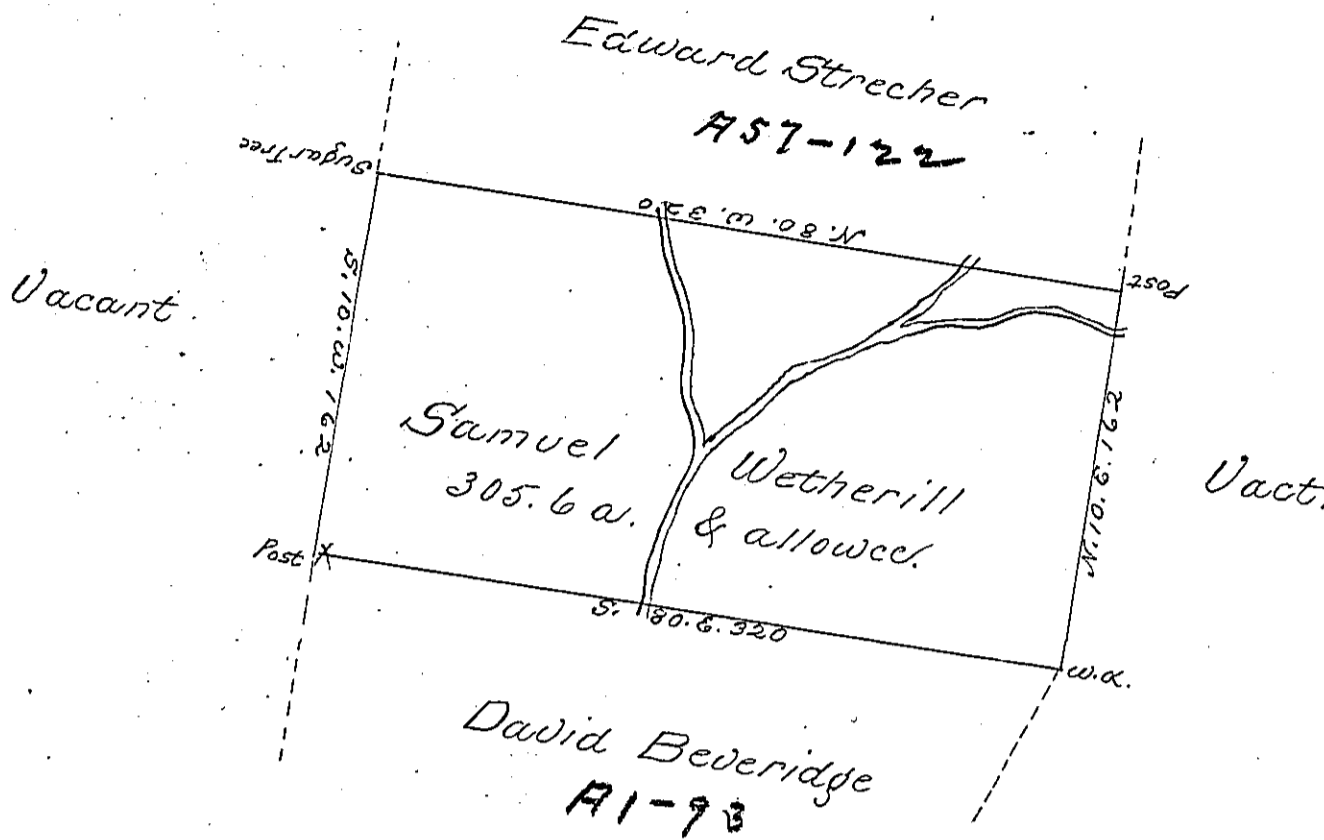 Edward Strecher
A57-122
Sugar Tree
N. 80. W. 320
Post
Vacant
S. 10. W. 162
Samuel Wetherill
305.6 a. & allowce.
N. 10. E. 162
Vact.
Post
S. 80. E. 320
W.O.
David Beveridge
A1-93